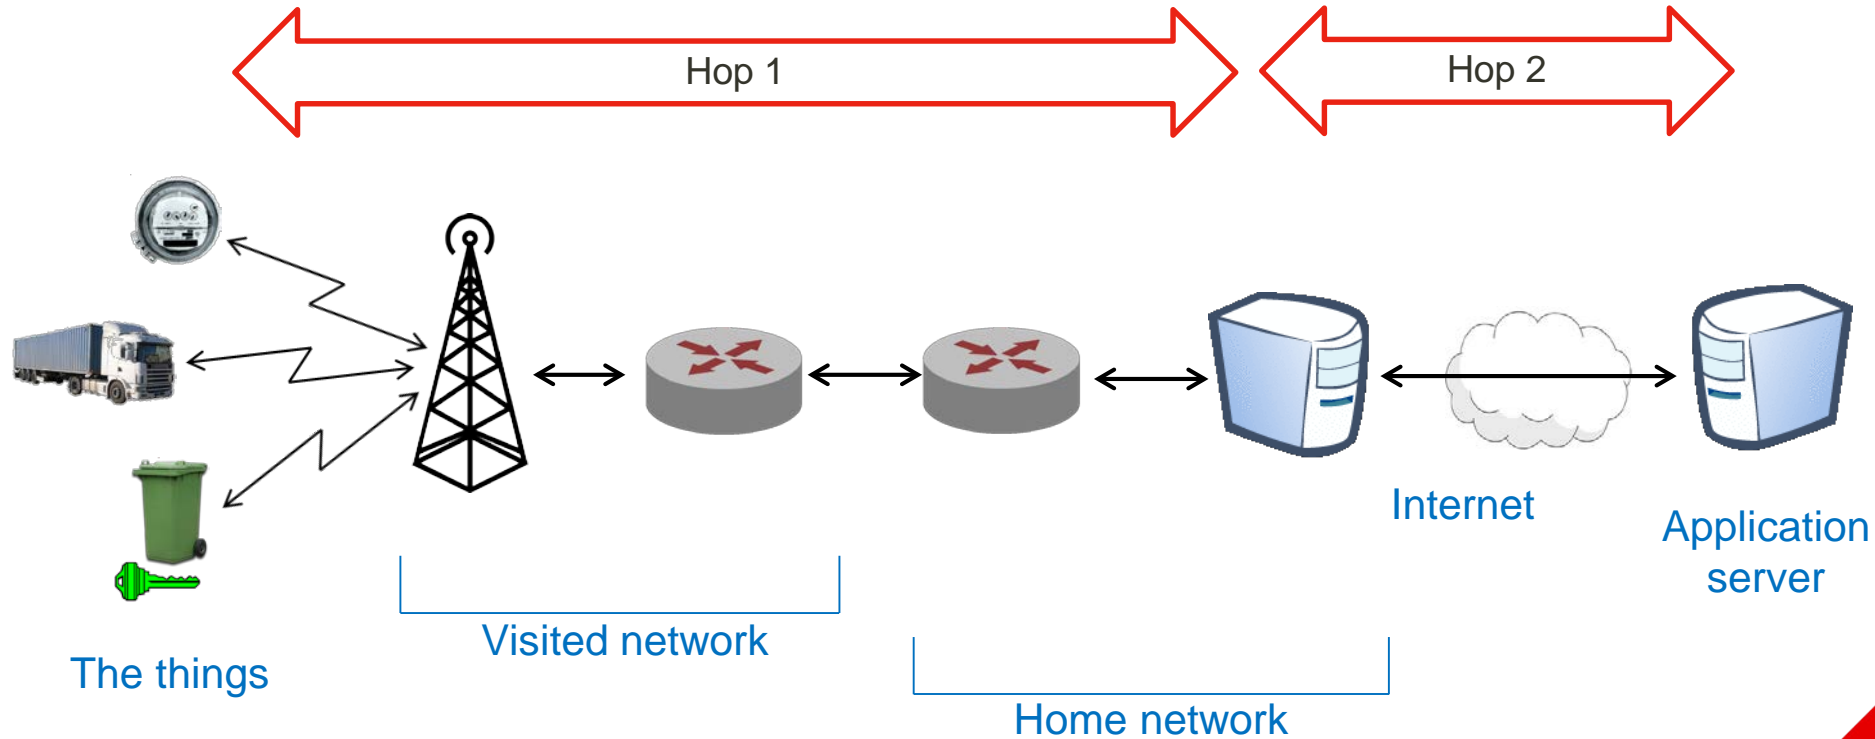 Hop 1
Hop 2
Internet
Application
server
Visited network
The things
Home network